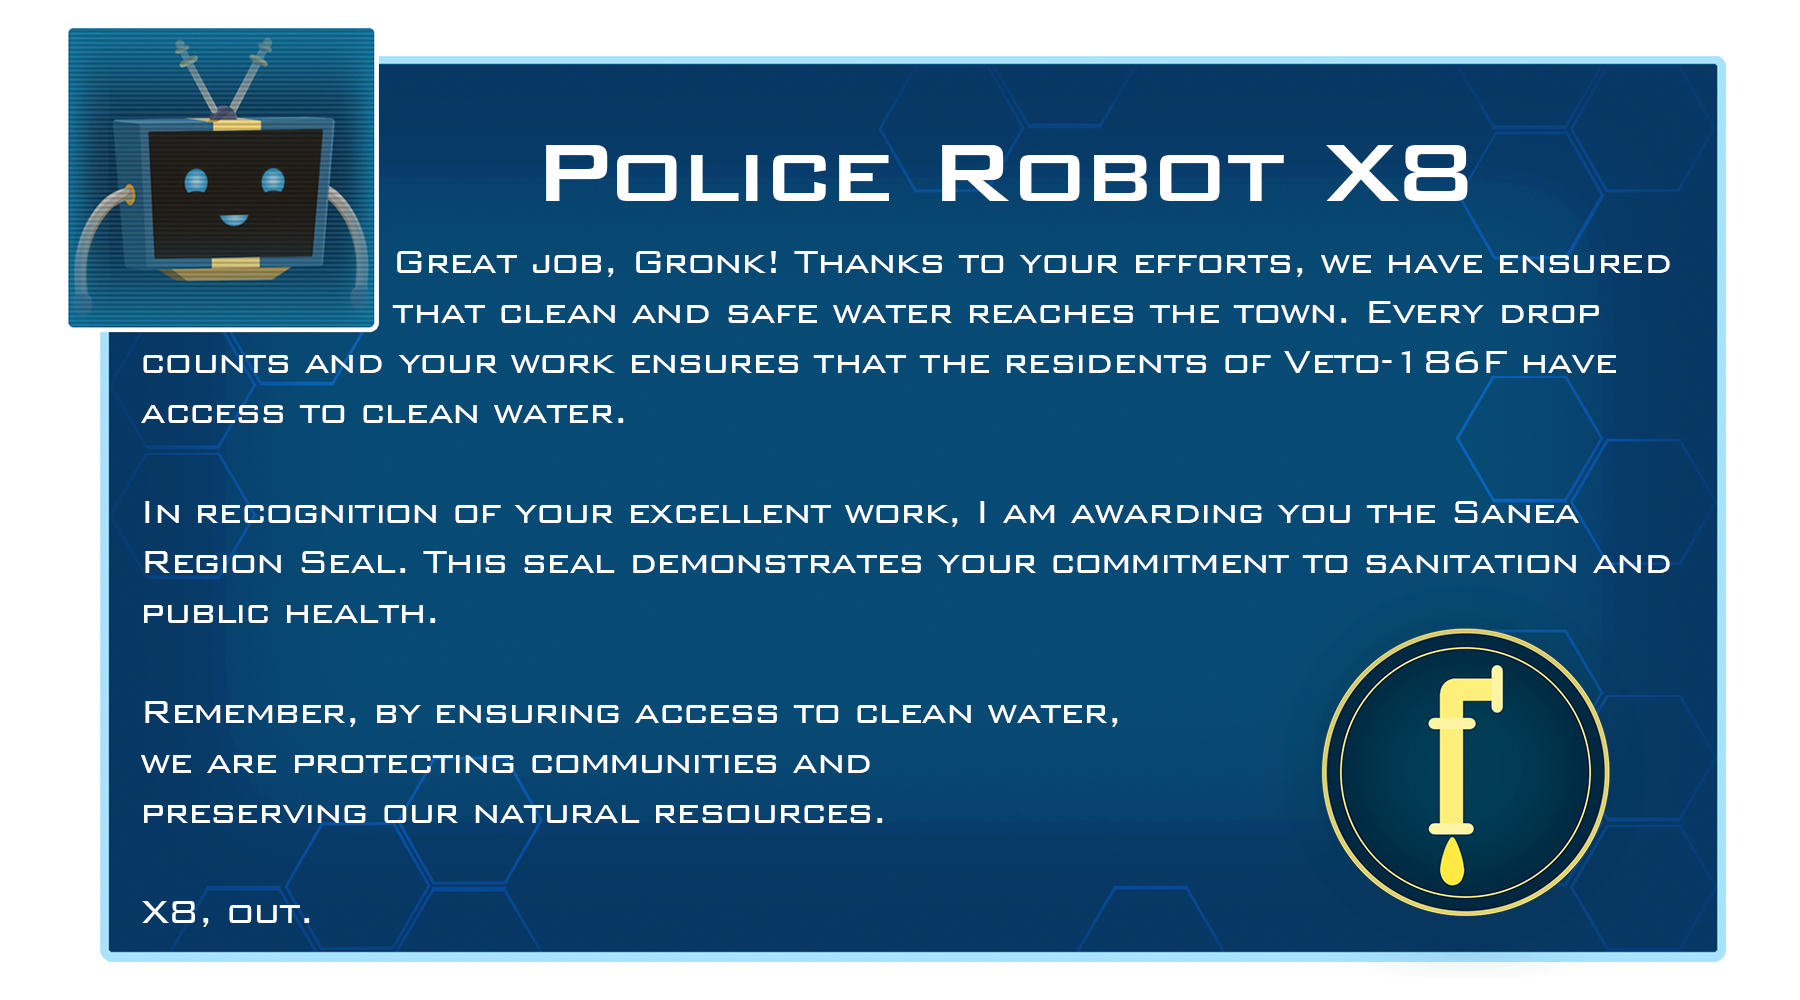 Police Robot X8
Great job, Gronk! Thanks to your efforts, we have ensured
that clean and safe water reaches the town. Every drop
counts and your work ensures that the residents of Veto-186F have
access to clean water.
In recognition of your excellent work, I am awarding you the Sanea
Region Seal. This seal demonstrates your commitment to sanitation and
public health.
Remember, by ensuring access to clean water,
we are protecting communities and
preserving our natural resources.
X8, out.